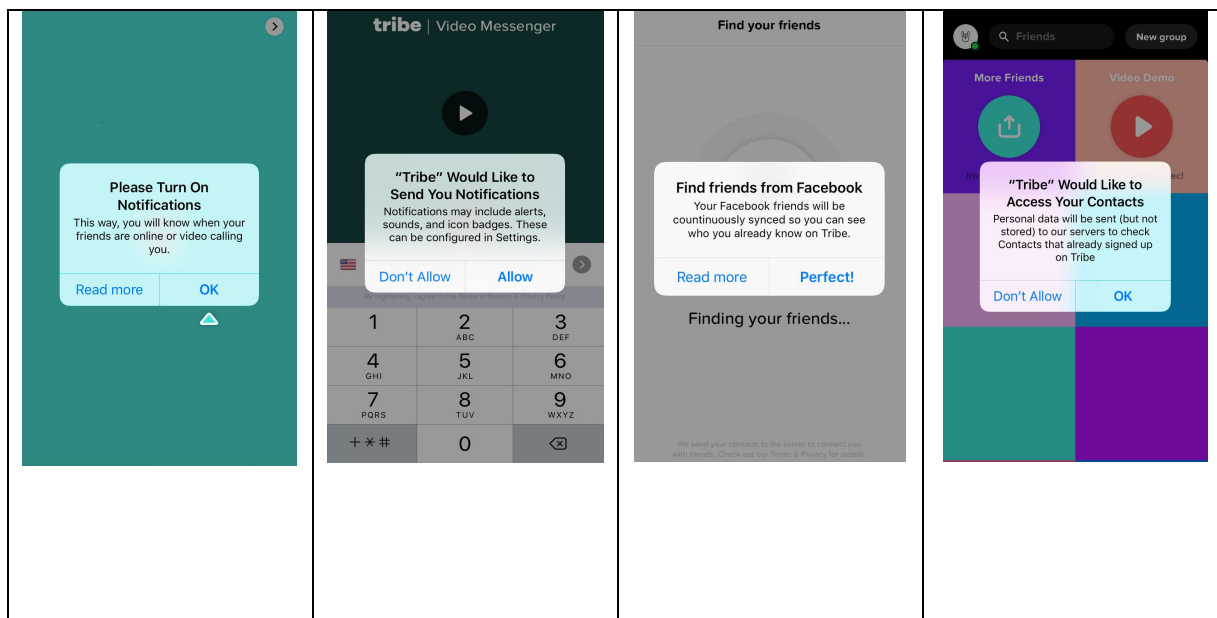 Please Turn On
Notifications
This way, you will know when your
friends are online or video calling
you.
Read more
OK
tribe | Video Messenger
"Tribe" Would Like to
Send You Notifications
Notifications may include alerts,
sounds, and icon badges. These
can be configured in Settings.
Don't Allow
Allow
By registering, I agree to the Terms of Service & Privacy Policy
1 2 3
ABC DEF
4 5 6
GHI JKL MNO
7 8 9
PQRS TUV WXYZ
+*# 0
Find your friends
Find friends from Facebook
Your Facebook friends will be
countinuously synced so you can see
who you already know on Tribe.
Read more
Perfect!
Finding your friends...
We send your contacts to the server to connect you
with friends. Check out our Terms & Privacy for details.
Friends
New group
More Friends
Video Demo
"Tribe" Would Like to
Access Your Contacts
Personal data will be sent (but not
stored) to our servers to check
Contacts that already signed up
on Tribe
Don't Allow
OK